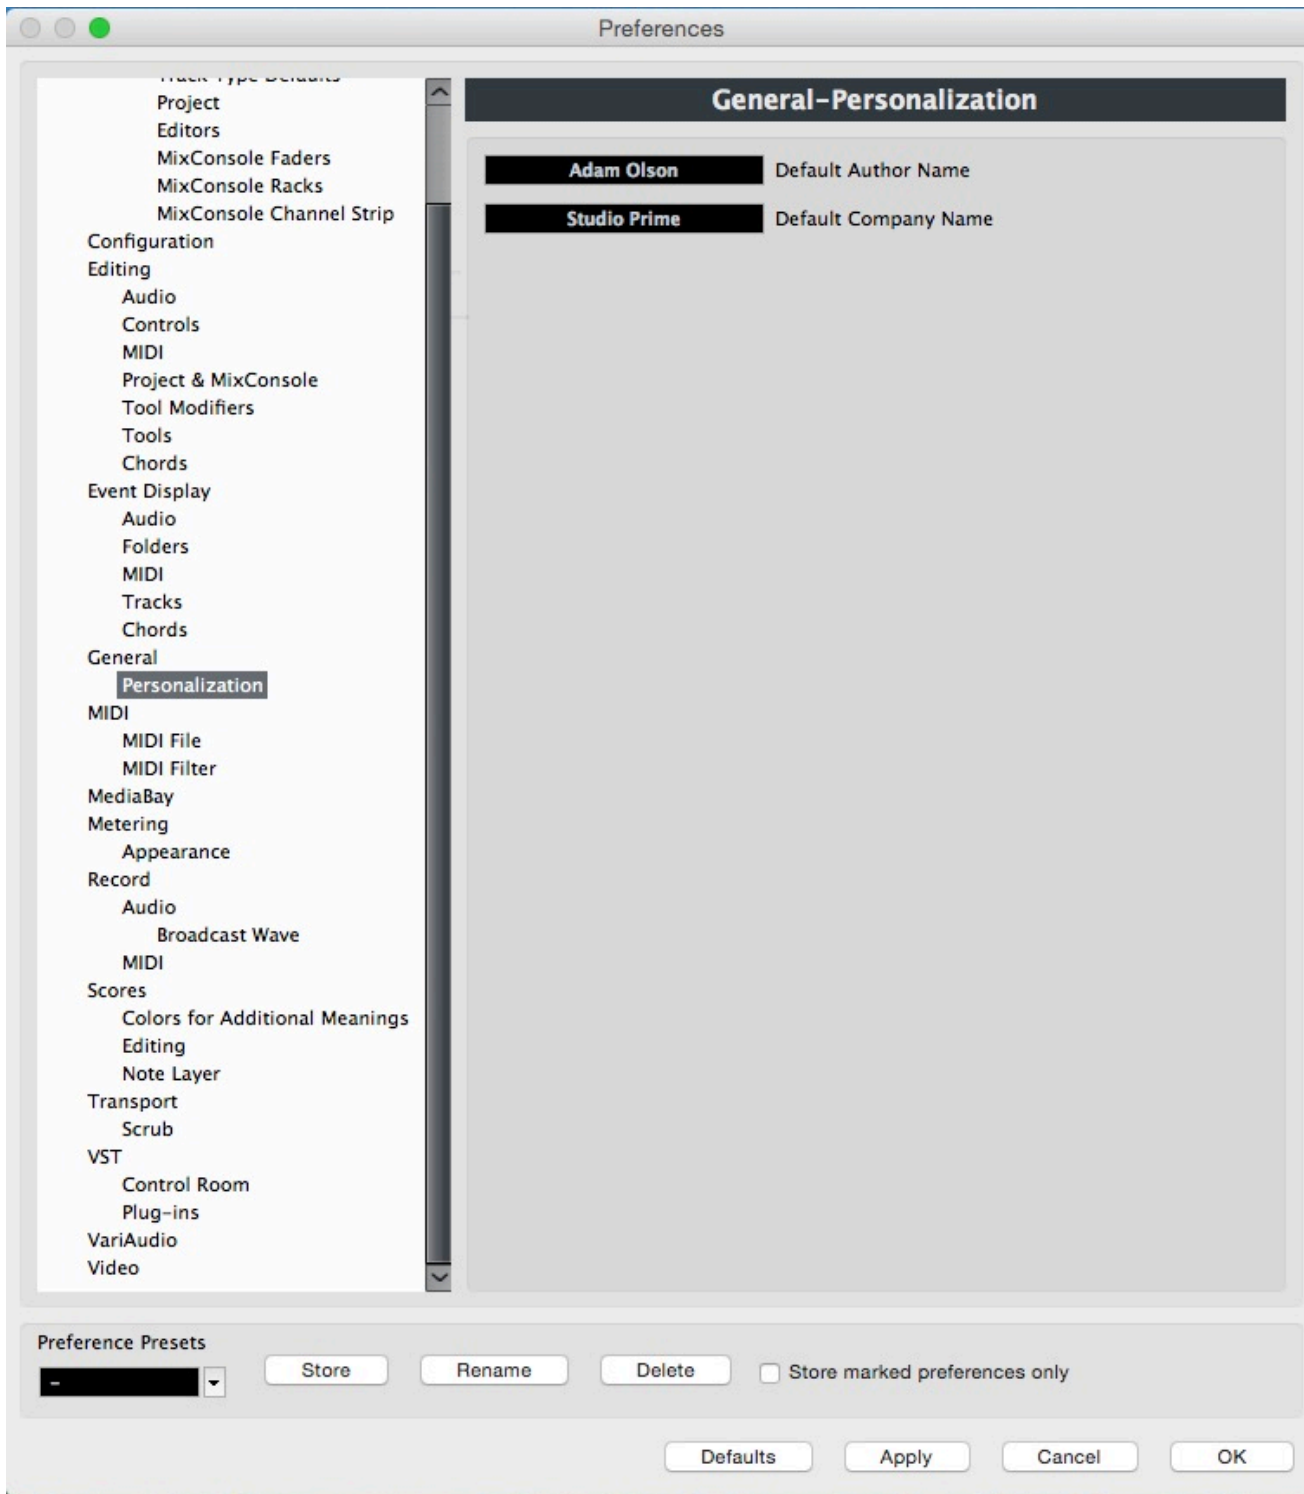 Preferences
Track Type Defaults
Project
Editors
MixConsole Faders
MixConsole Racks
MixConsole Channel Strip
Configuration
Editing
Audio
Controls
MIDI
Project & MixConsole
Tool Modifiers
Tools
Chords
Event Display
Audio
Folders
MIDI
Tracks
Chords
General
Personalization
MIDI
MIDI File
MIDI Filter
MediaBay
Metering
Appearance
Record
Audio
Broadcast Wave
MIDI
Scores
Colors for Additional Meanings
Editing
Note Layer
Transport
Scrub
VST
Control Room
Plug-ins
VariAudio
Video
General-Personalization
Adam Olson Default Author Name
Studio Prime Default Company Name
Preference Presets
– Store Rename Delete Store marked preferences only
Defaults Apply Cancel OK